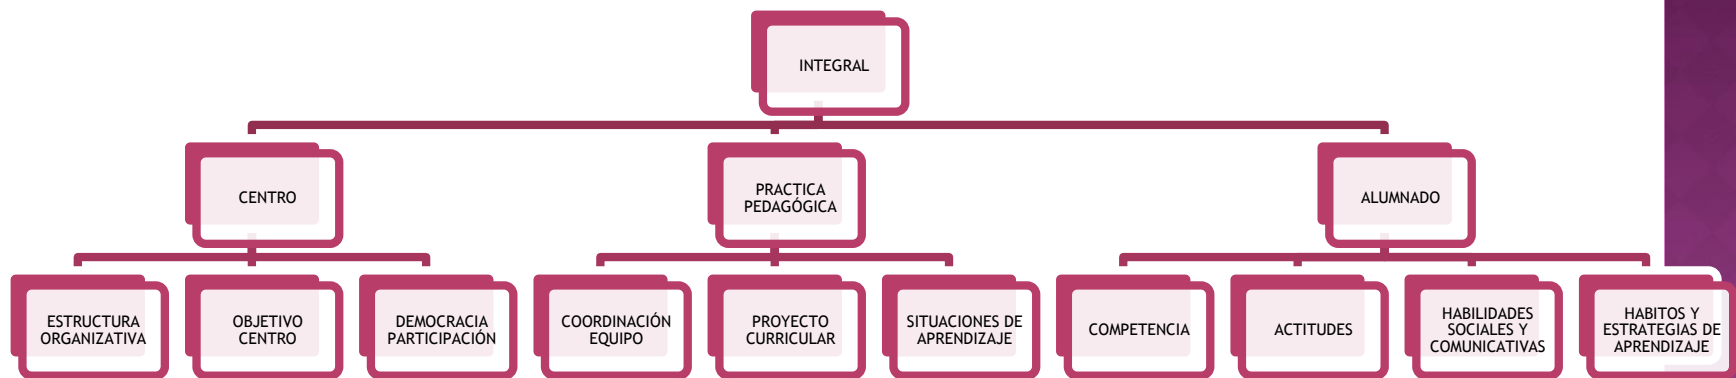 INTEGRAL
CENTRO
PRACTICA
PEDAGÓGICA
ALUMNADO
ESTRUCTURA
ORGANIZATIVA
OBJETIVO
CENTRO
DEMOCRACIA
PARTICIPACIÓN
COORDINACIÓN
EQUIPO
PROYECTO
CURRICULAR
SITUACIONES DE
APRENDIZAJE
COMPETENCIA
ACTITUDES
HABILIDADES
SOCIALES Y
COMUNICATIVAS
HABITOS Y
ESTRATEGIAS DE
APRENDIZAJE